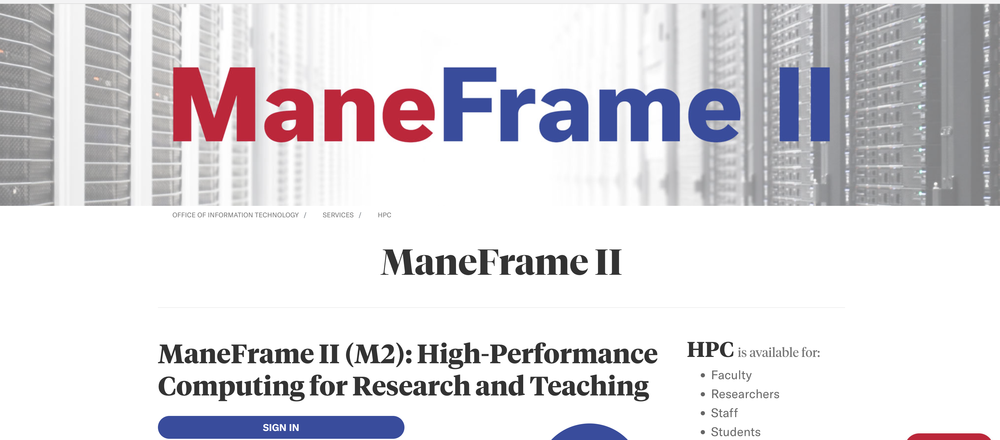 ManeFrame II
OFFICE OF INFORMATION TECHNOLOGY / SERVICES / HPC
ManeFrame II
ManeFrame II (M2): High-Performance
Computing for Research and Teaching
SIGN IN
HPC is available for:
• Faculty
• Researchers
• Staff
• Students